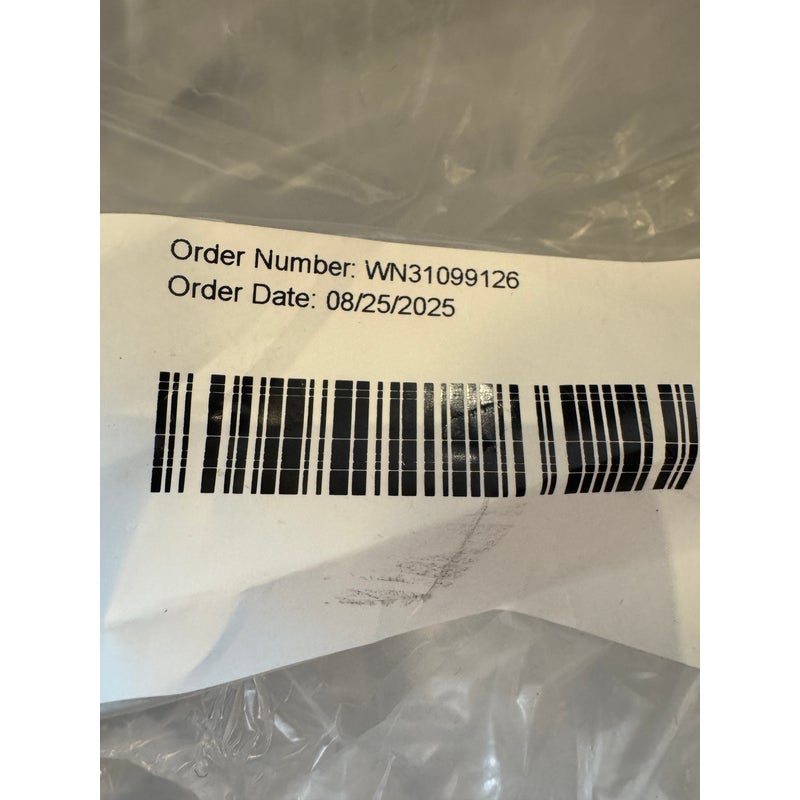 Order Number: WN31099126
Order Date: 08/25/2025